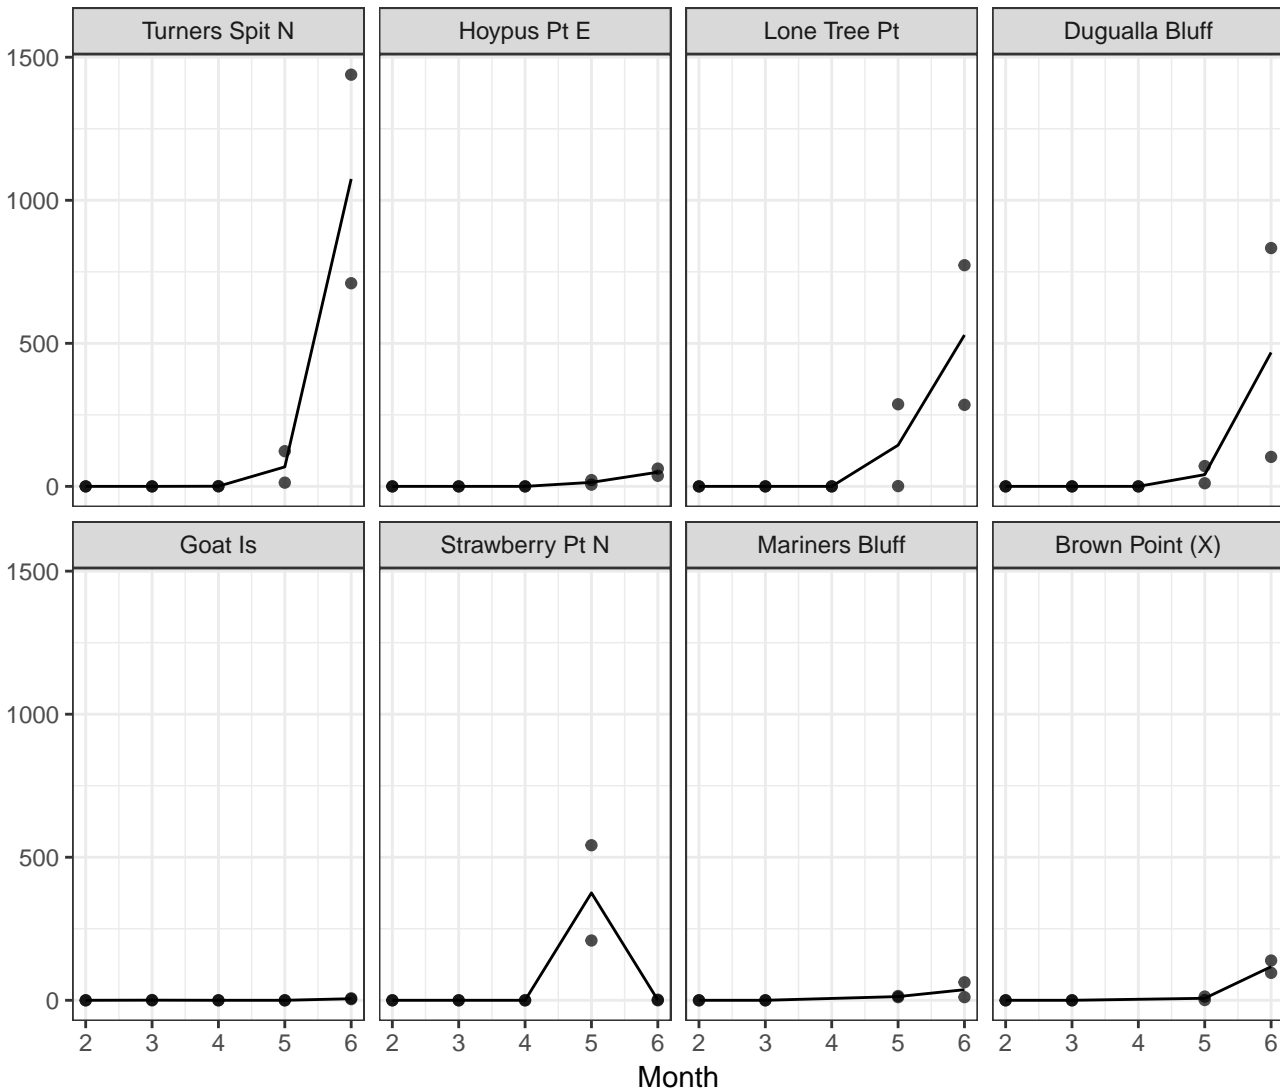 Turners Spit N Hoypus Pt E Lone Tree Pt Dugualla Bluff
1500
1000
500
0
Goat Is Strawberry Pt N Mariners Bluff Brown Point (X)
1500
1000
500
0
2 3 4 5 6 2 3 4 5 6 2 3 4 5 6 2 3 4 5 6
Month